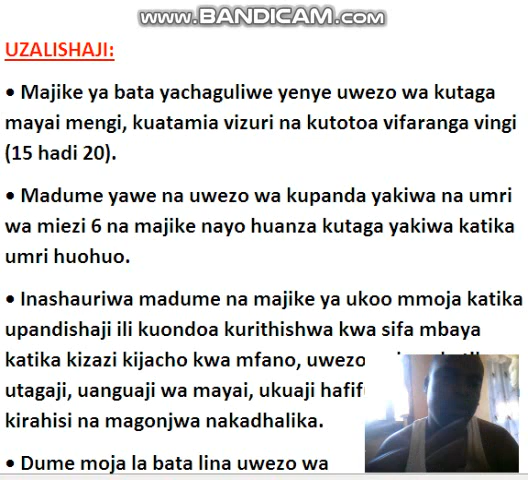 www.BANDICAM.com
UZALISHAJI:
• Majike ya bata yachaguliwe yenye uwezo wa kutaga
mayai mengi, kuatamia vizuri na kutotoa vifaranga vingi
(15 hadi 20).
• Madume yawe na uwezo wa kupanda yakiwa na umri
wa miezi 6 na majike nayo huanza kutaga yakiwa katika
umri huohuo.
• Inashauriwa madume na majike ya ukoo mmoja katika
upandishaji ili kuondoa kurithishwa kwa sifa mbaya
katika kizazi kijacho kwa mfano, uwezo
utagaji, uanguaji wa mayai, ukuaji
kirahisi na magonjwa nakadhalika.
• Dume moja la bata lina uwezo wa